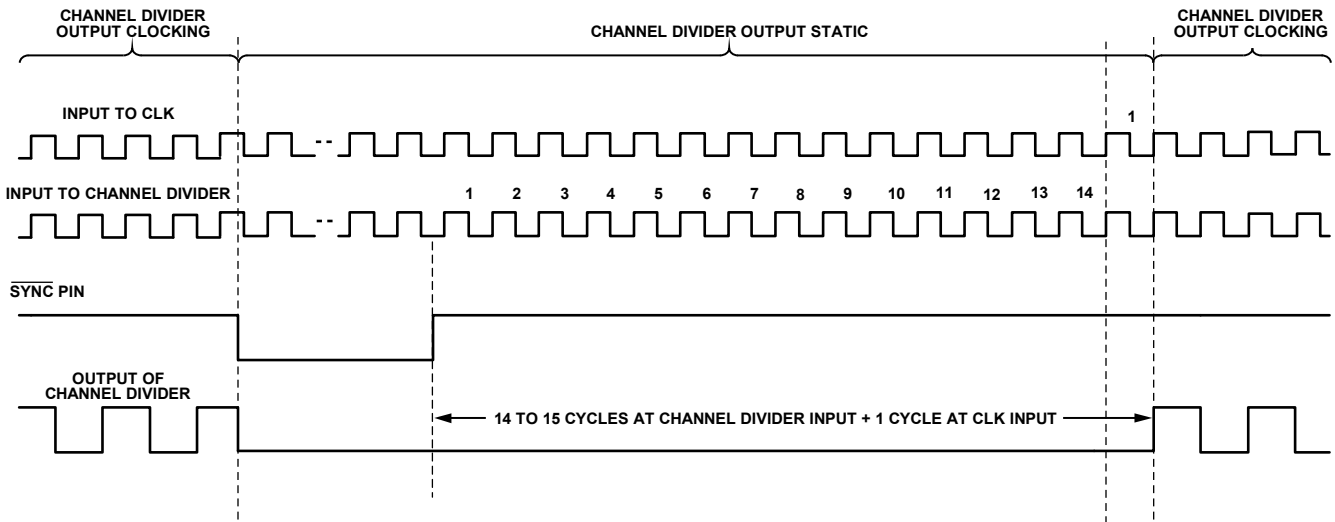 CHANNEL DIVIDER
OUTPUT CLOCKING
CHANNEL DIVIDER OUTPUT STATIC
CHANNEL DIVIDER
OUTPUT CLOCKING
INPUT TO CLK
1
INPUT TO CHANNEL DIVIDER
1 2 3 4 5 6 7 8 9 10 11 12 13 14
SYNC PIN
OUTPUT OF
CHANNEL DIVIDER
14 TO 15 CYCLES AT CHANNEL DIVIDER INPUT + 1 CYCLE AT CLK INPUT